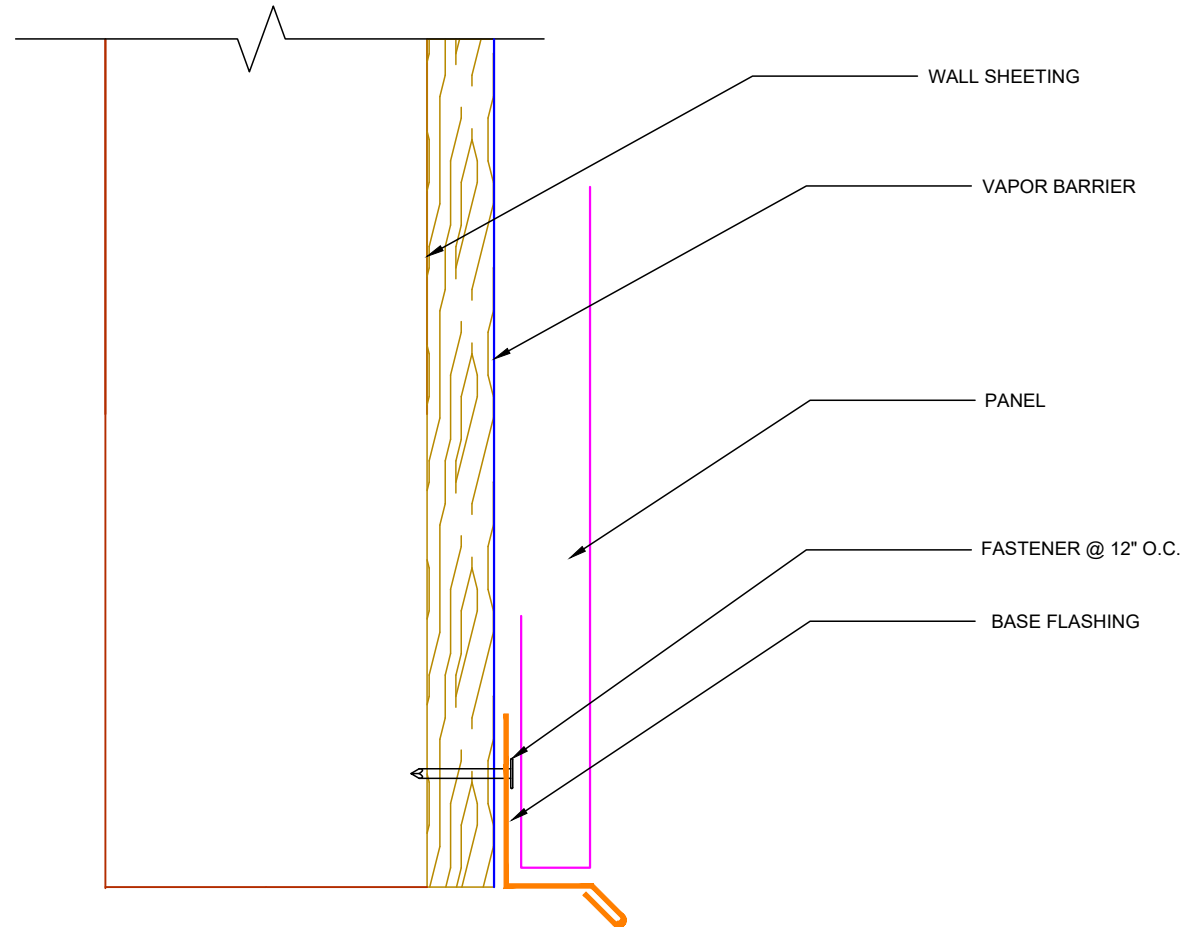 WALL SHEETING
VAPOR BARRIER
PANEL
FASTENER @ 12" O.C.
BASE FLASHING